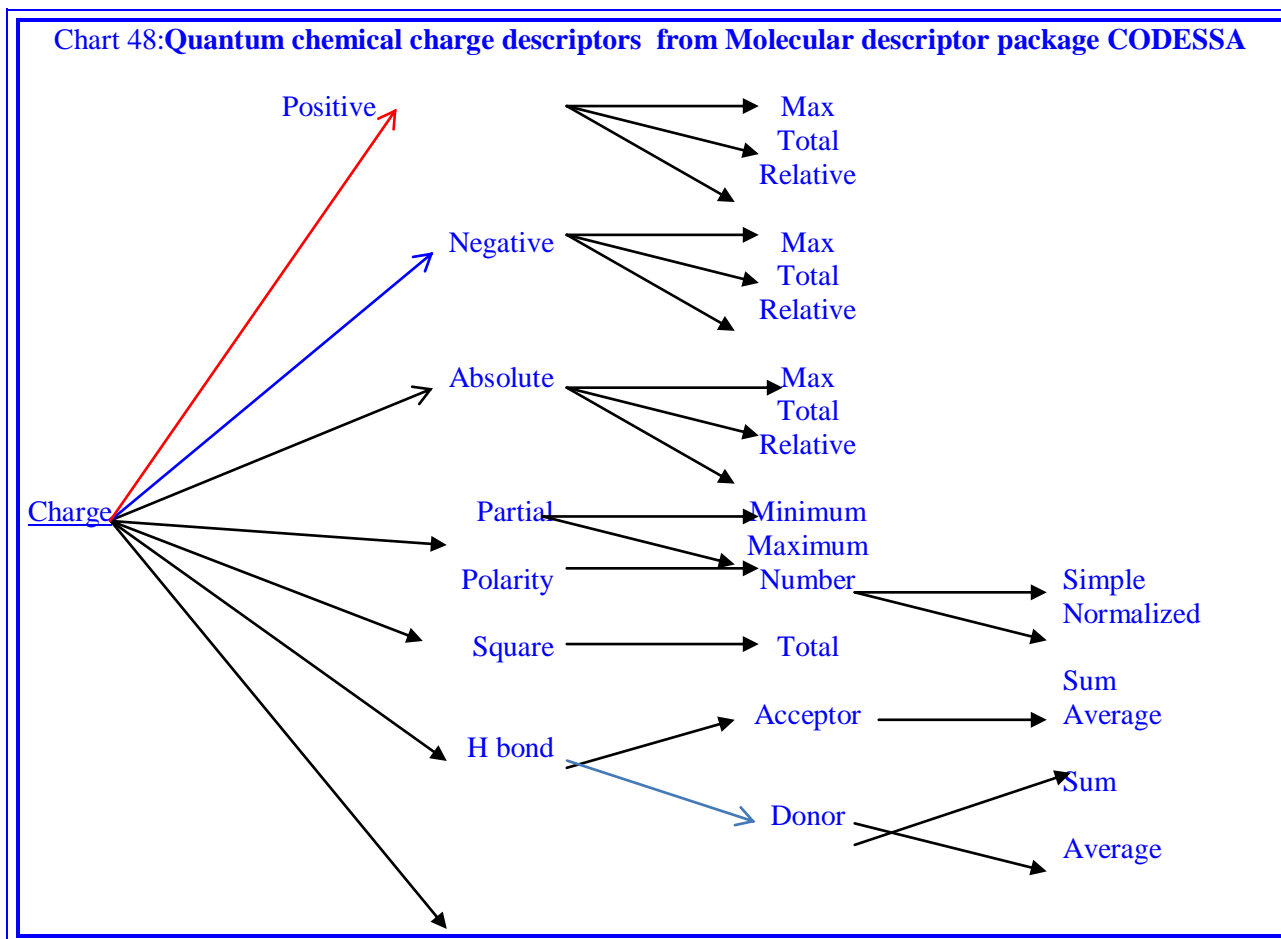 Chart 48:Quantum chemical charge descriptors from Molecular descriptor package CODESSA
Positive Max
Total
Relative
Negative Max
Total
Relative
Absolute Max
Total
Relative
Charge Partial Minimum
Maximum
Polarity Number Simple
Normalized
Square Total
Sum
Acceptor Average
H bond
Sum
Donor
Average